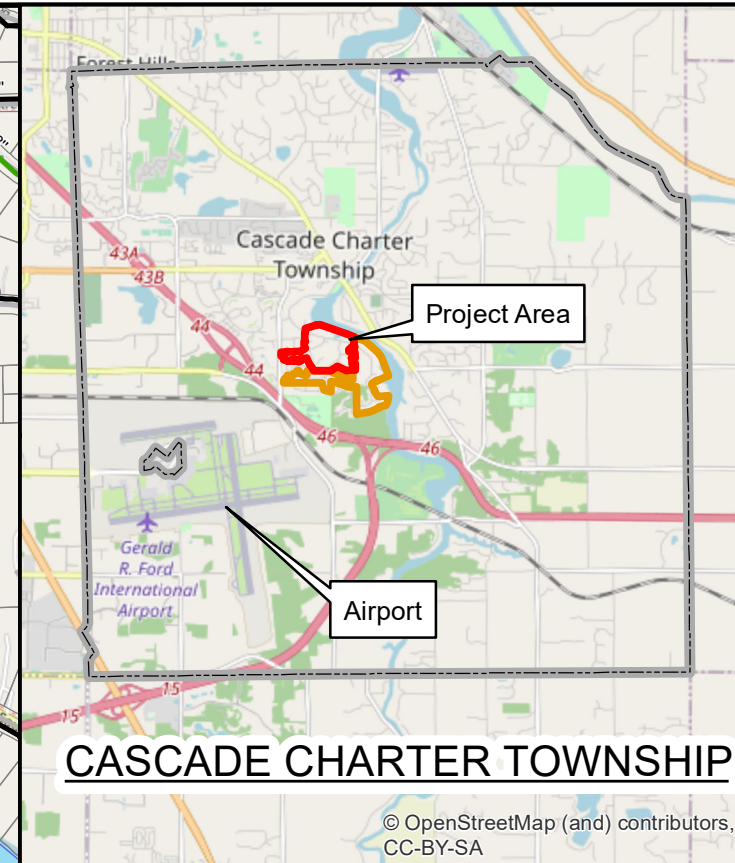 Forest Hills
Cascade Charter
Township
43A
43B
44
44
Project Area
46
46
Gerald
R. Ford
International
Airport
Airport
15
15
CASCADE CHARTER TOWNSHIP
© OpenStreetMap (and) contributors,
CC-BY-SA